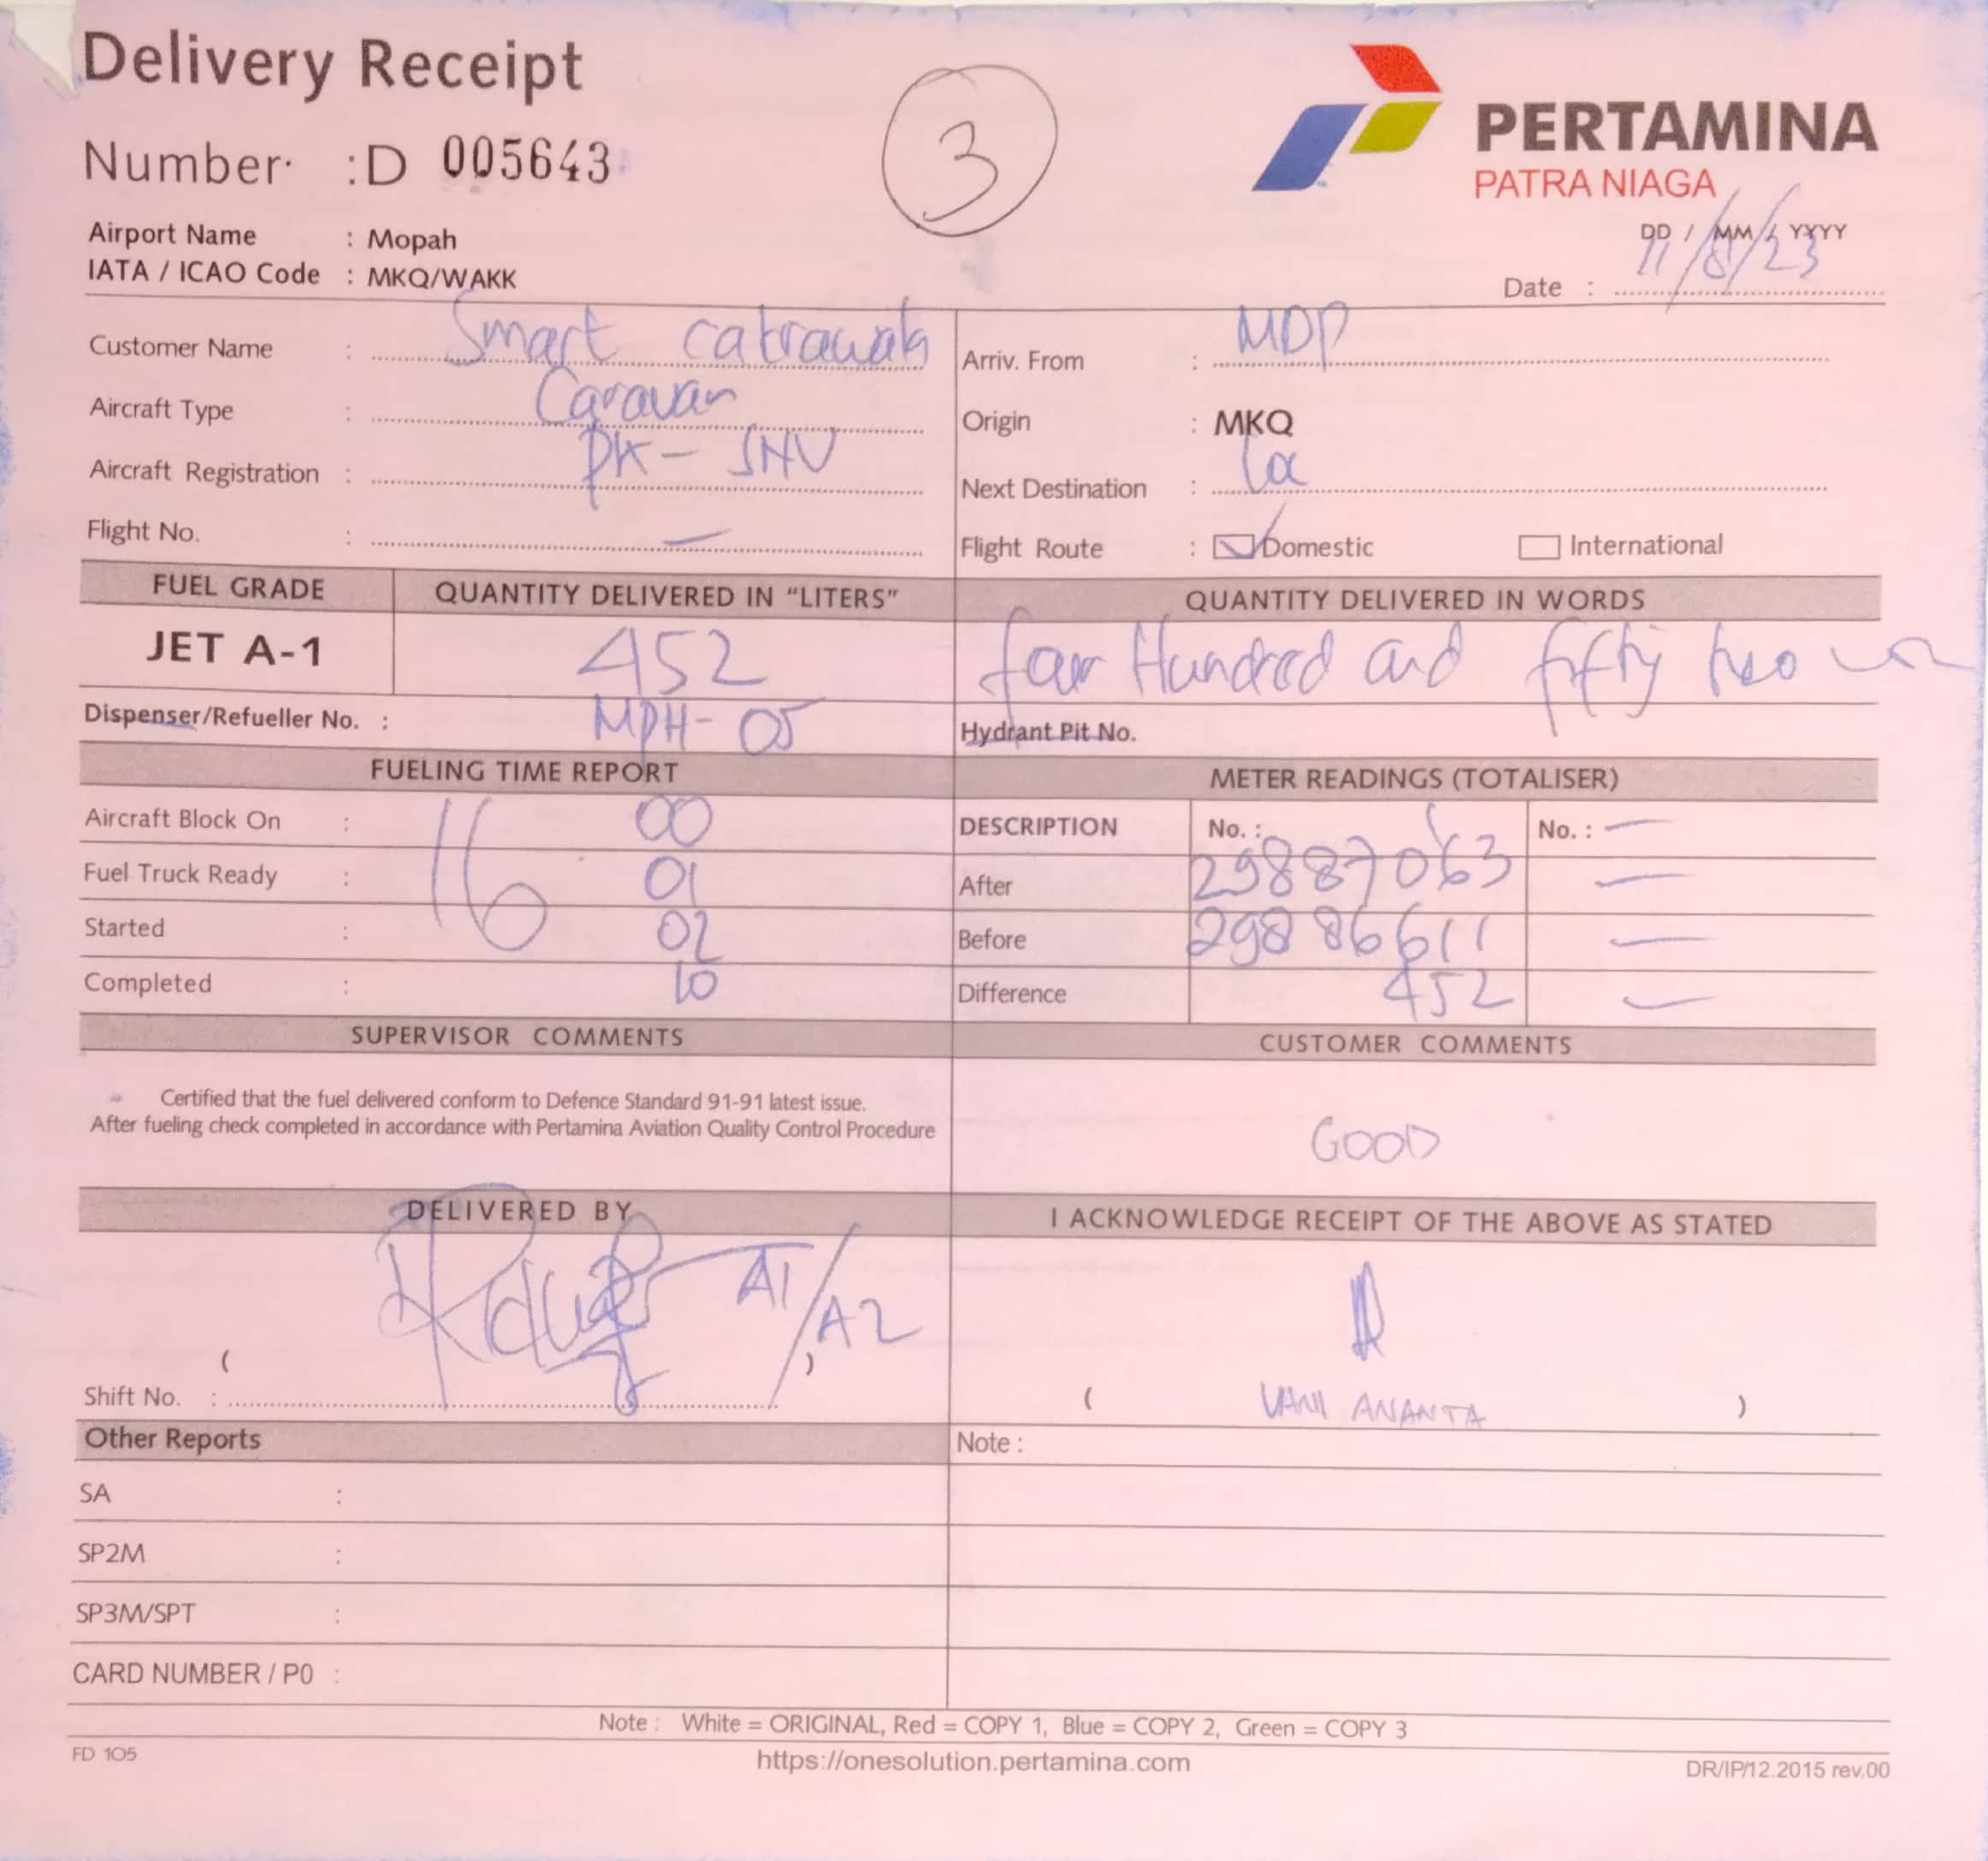 Delivery Receipt
3
PERTAMINA
PATRA NIAGA
Number : D 005643
Airport Name : Mopah
IATA / ICAO Code : MKQ/WAKK
DD / MM / YYYY
Date : 11/8/23
Customer Name : Smart catrawals
Arriv. From : MDP
Aircraft Type : Caravan
Origin : MKQ
Aircraft Registration : PK - SNV
Next Destination :
Flight No. : —
Flight Route : Domestic International
FUEL GRADE QUANTITY DELIVERED IN "LITERS" QUANTITY DELIVERED IN WORDS
JET A-1 452 four Hundred and fifty two
Dispenser/Refueller No. : MPH - 05
Hydrant Pit No.
FUELING TIME REPORT METER READINGS (TOTALISER)
Aircraft Block On : 16 00
DESCRIPTION No. : No. : —
Fuel Truck Ready : 01
After 29887063 —
Started : 02
Before 29886611 —
Completed : 10
Difference 452 —
SUPERVISOR COMMENTS CUSTOMER COMMENTS
Certified that the fuel delivered conform to Defence Standard 91-91 latest issue.
After fueling check completed in accordance with Pertamina Aviation Quality Control Procedure
GOOD
DELIVERED BY I ACKNOWLEDGE RECEIPT OF THE ABOVE AS STATED
A1/A2
( )
Shift No. :
( ANANTA )
Other Reports Note :
SA :
SP2M :
SP3M/SPT :
CARD NUMBER / P0 :
Note : White = ORIGINAL, Red = COPY 1, Blue = COPY 2, Green = COPY 3
FD 105 https://onesolution.pertamina.com DR/IP/12.2015 rev.00